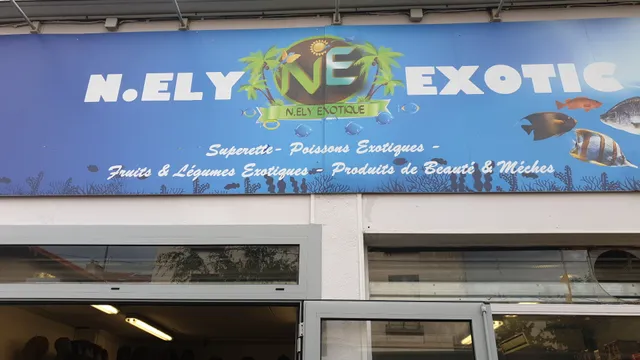 N.ELY NE EXOTIC
N.ELY EXOTIQUE
Superette - Poissons Exotiques -
Fruits & Légumes Exotiques - Produits de Beauté & Mèches